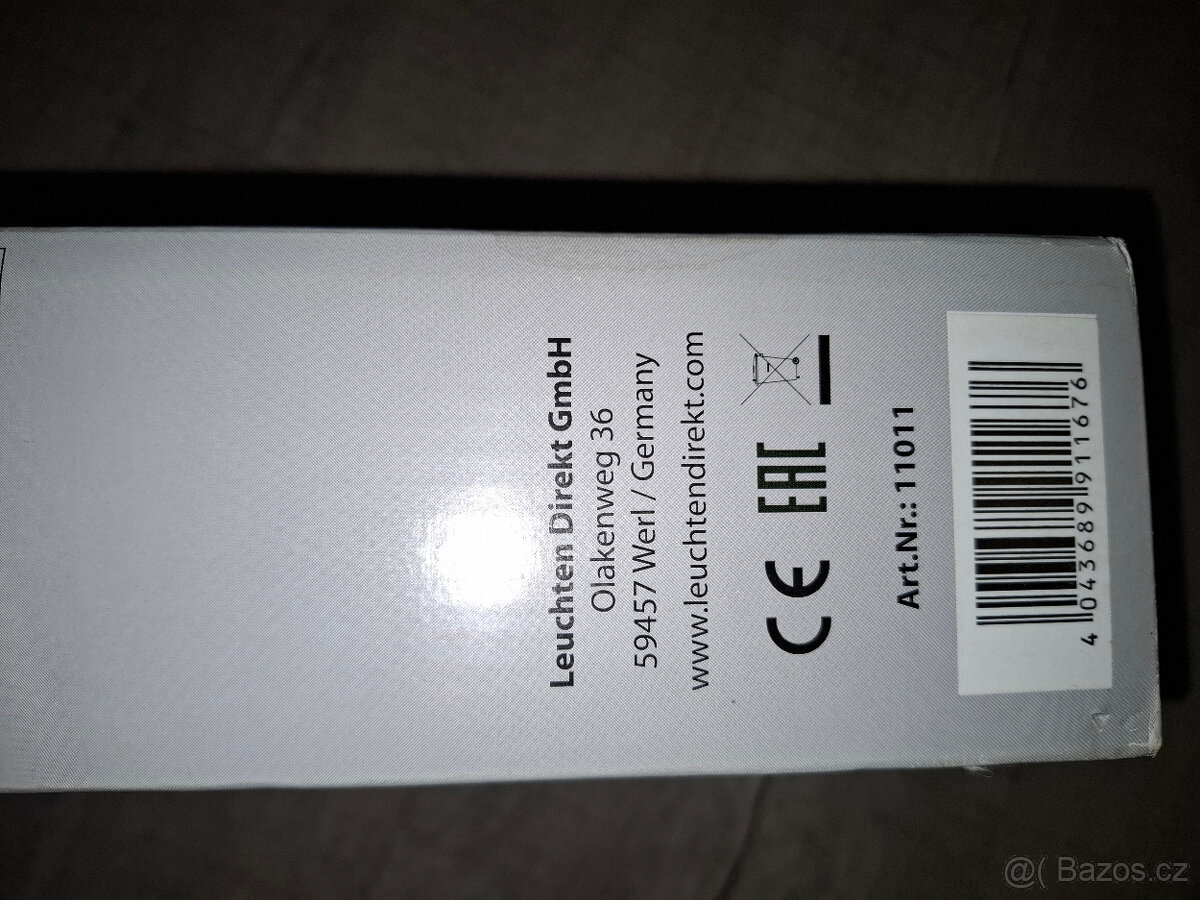 Leuchten Direkt GmbH
Olakenweg 36
59457 Werl / Germany
www.leuchtendirekt.com
CE EAC
Art.Nr.: 11011
4 043689 911676
@( Bazos.cz